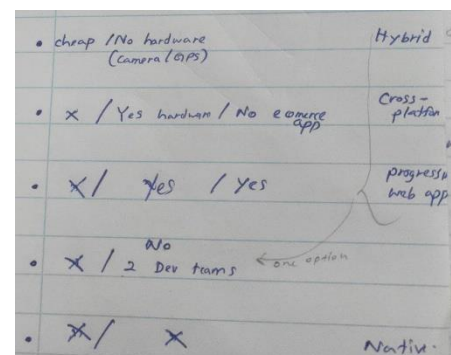 • cheap / No hardware Hybrid
(camera / GPS)
• x / Yes hardware / No ecomerce app Cross-platfom
• x / Yes / Yes progressiv web app
• x / No 2 Dev teams ← one option
• x / x Native.